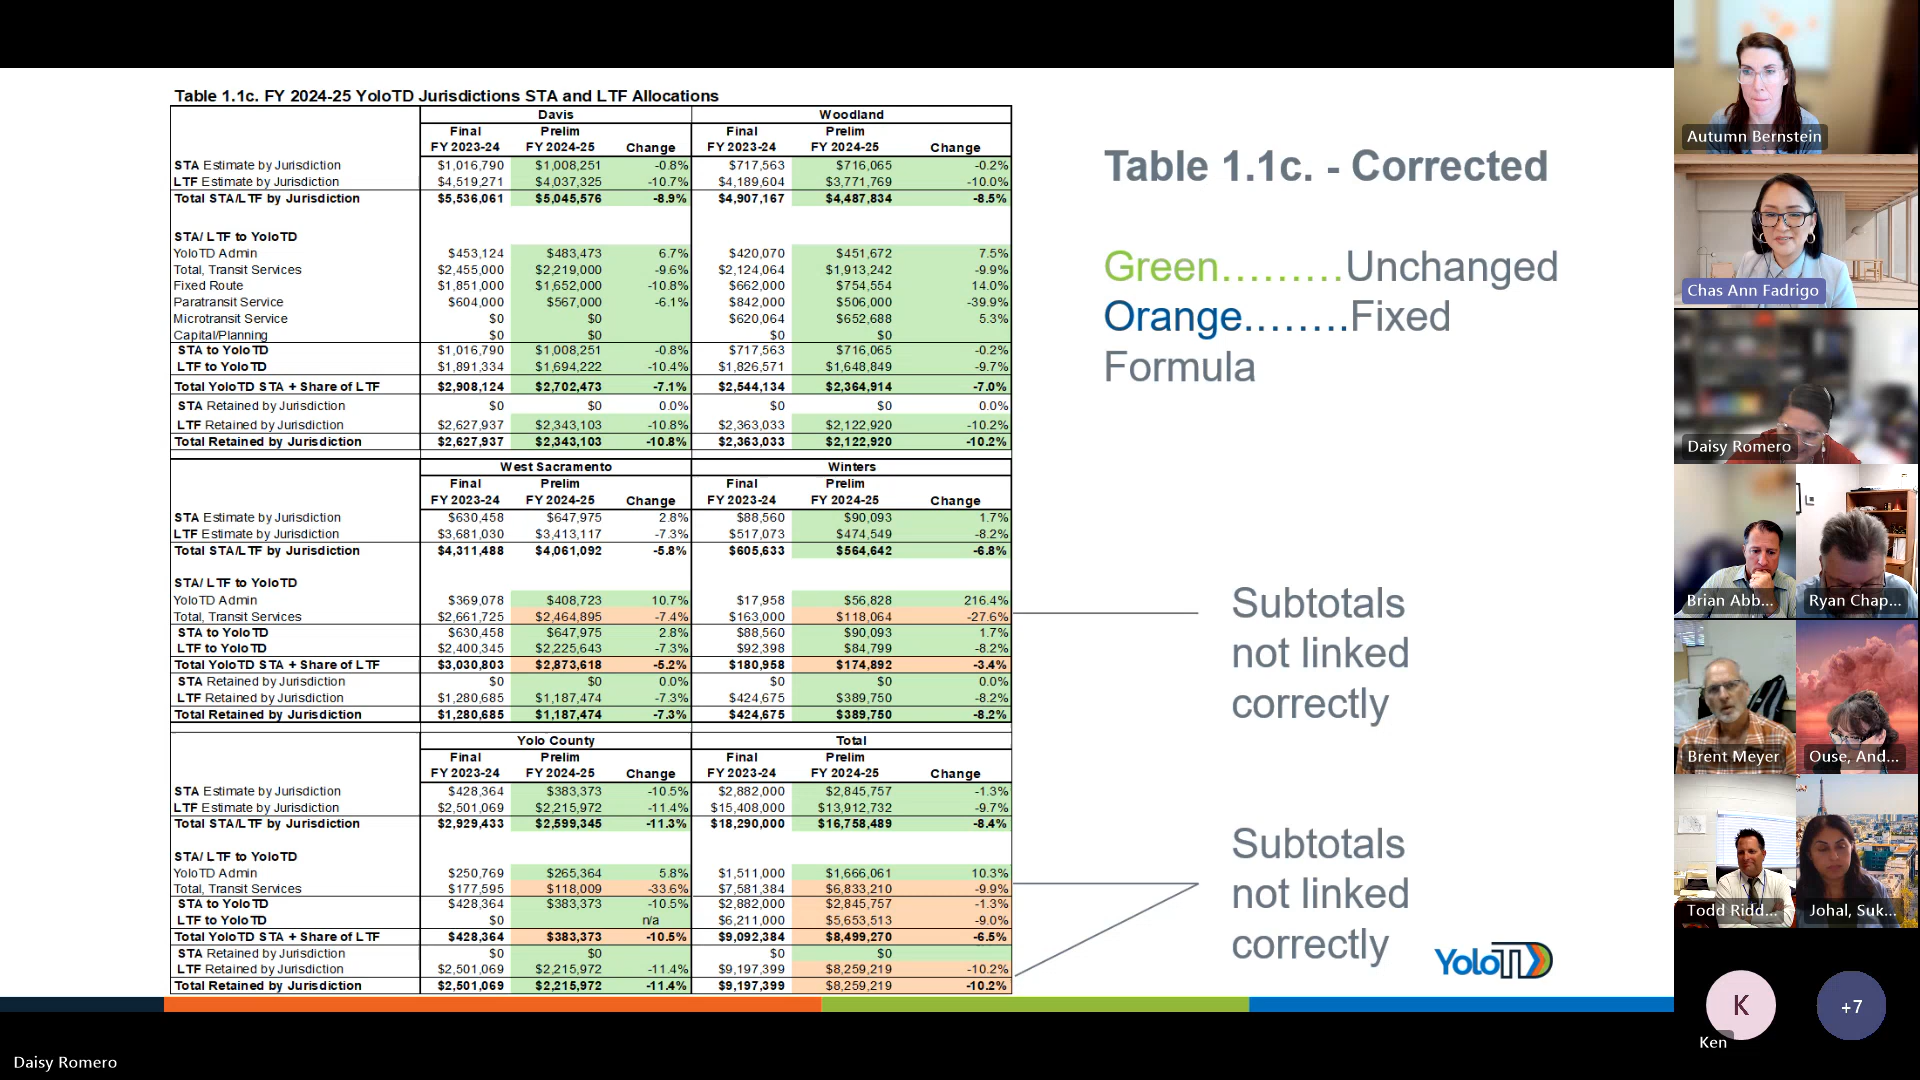 Table 1.1c. FY 2024-25 YoloTD Jurisdictions STA and LTF Allocations
Davis Woodland
Final Prelim Final Prelim
FY 2023-24 FY 2024-25 Change FY 2023-24 FY 2024-25 Change
STA Estimate by Jurisdiction $1,016,790 $1,008,251 -0.8% $717,563 $716,065 -0.2%
LTF Estimate by Jurisdiction $4,519,271 $4,037,325 -10.7% $4,189,604 $3,771,769 -10.0%
Total STA/LTF by Jurisdiction $5,536,061 $5,045,576 -8.9% $4,907,167 $4,487,834 -8.5%
STA/ LTF to YoloTD
YoloTD Admin $453,124 $483,473 6.7% $420,070 $451,672 7.5%
Total, Transit Services $2,455,000 $2,219,000 -9.6% $2,124,064 $1,913,242 -9.9%
Fixed Route $1,851,000 $1,652,000 -10.8% $662,000 $754,554 14.0%
Paratransit Service $604,000 $567,000 -6.1% $842,000 $506,000 -39.9%
Microtransit Service $0 $0 $620,064 $652,688 5.3%
Capital/Planning $0 $0 $0 $0
STA to YoloTD $1,016,790 $1,008,251 -0.8% $717,563 $716,065 -0.2%
LTF to YoloTD $1,891,334 $1,694,222 -10.4% $1,826,571 $1,648,849 -9.7%
Total YoloTD STA + Share of LTF $2,908,124 $2,702,473 -7.1% $2,544,134 $2,364,914 -7.0%
STA Retained by Jurisdiction $0 $0 0.0% $0 $0 0.0%
LTF Retained by Jurisdiction $2,627,937 $2,343,103 -10.8% $2,363,033 $2,122,920 -10.2%
Total Retained by Jurisdiction $2,627,937 $2,343,103 -10.8% $2,363,033 $2,122,920 -10.2%
West Sacramento Winters
Final Prelim Final Prelim
FY 2023-24 FY 2024-25 Change FY 2023-24 FY 2024-25 Change
STA Estimate by Jurisdiction $630,458 $647,975 2.8% $88,560 $90,093 1.7%
LTF Estimate by Jurisdiction $3,681,030 $3,413,117 -7.3% $517,073 $474,549 -8.2%
Total STA/LTF by Jurisdiction $4,311,488 $4,061,092 -5.8% $605,633 $564,642 -6.8%
STA/ LTF to YoloTD
YoloTD Admin $369,078 $408,723 10.7% $17,958 $56,828 216.4%
Total, Transit Services $2,661,725 $2,464,895 -7.4% $163,000 $118,064 -27.6%
STA to YoloTD $630,458 $647,975 2.8% $88,560 $90,093 1.7%
LTF to YoloTD $2,400,345 $2,225,643 -7.3% $92,398 $84,799 -8.2%
Total YoloTD STA + Share of LTF $3,030,803 $2,873,618 -5.2% $180,958 $174,892 -3.4%
STA Retained by Jurisdiction $0 $0 0.0% $0 $0 0.0%
LTF Retained by Jurisdiction $1,280,685 $1,187,474 -7.3% $424,675 $389,750 -8.2%
Total Retained by Jurisdiction $1,280,685 $1,187,474 -7.3% $424,675 $389,750 -8.2%
Yolo County Total
Final Prelim Final Prelim
FY 2023-24 FY 2024-25 Change FY 2023-24 FY 2024-25 Change
STA Estimate by Jurisdiction $428,364 $383,373 -10.5% $2,882,000 $2,845,757 -1.3%
LTF Estimate by Jurisdiction $2,501,069 $2,215,972 -11.4% $15,408,000 $13,912,732 -9.7%
Total STA/LTF by Jurisdiction $2,929,433 $2,599,345 -11.3% $18,290,000 $16,758,489 -8.4%
STA/ LTF to YoloTD
YoloTD Admin $250,769 $265,364 5.8% $1,511,000 $1,666,061 10.3%
Total, Transit Services $177,595 $118,009 -33.6% $7,581,384 $6,833,210 -9.9%
STA to YoloTD $428,364 $383,373 -10.5% $2,882,000 $2,845,757 -1.3%
LTF to YoloTD $0 n/a $6,211,000 $5,653,513 -9.0%
Total YoloTD STA + Share of LTF $428,364 $383,373 -10.5% $9,092,384 $8,499,270 -6.5%
STA Retained by Jurisdiction $0 $0 $0 $0
LTF Retained by Jurisdiction $2,501,069 $2,215,972 -11.4% $9,197,399 $8,259,219 -10.2%
Total Retained by Jurisdiction $2,501,069 $2,215,972 -11.4% $9,197,399 $8,259,219 -10.2%
Table 1.1c. - Corrected
Green.........Unchanged
Orange........Fixed
Formula
Subtotals
not linked
correctly
Subtotals
not linked
correctly
YoloTD
Autumn Bernstein
Chas Ann Fadrigo
Daisy Romero
Brian Abb...
Ryan Chap...
Brent Meyer
Ouse, And...
Todd Ridd...
Johal, Suk...
K
Ken
+7
Daisy Romero